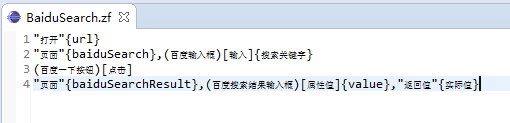 BaiduSearch.zf
1 "打开"{url}
2 "页面"{baiduSearch},(百度输入框)[输入]{搜索关键字}
3 (百度一下按钮)[点击]
4 "页面"{baiduSearchResult},(百度搜索结果输入框)[属性值]{value},"返回值"{实际值}